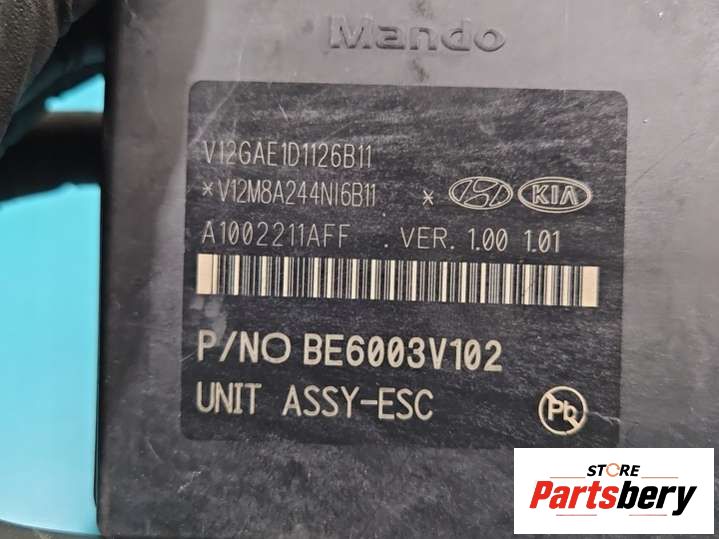 Mando
V12GAE1D1126B11
*V12M8A244NI6B11 * KIA
A1002211AFF . VER. 1.00 1.01
P/NO BE6003V102
UNIT ASSY-ESC
Pb
STORE
Partsbery